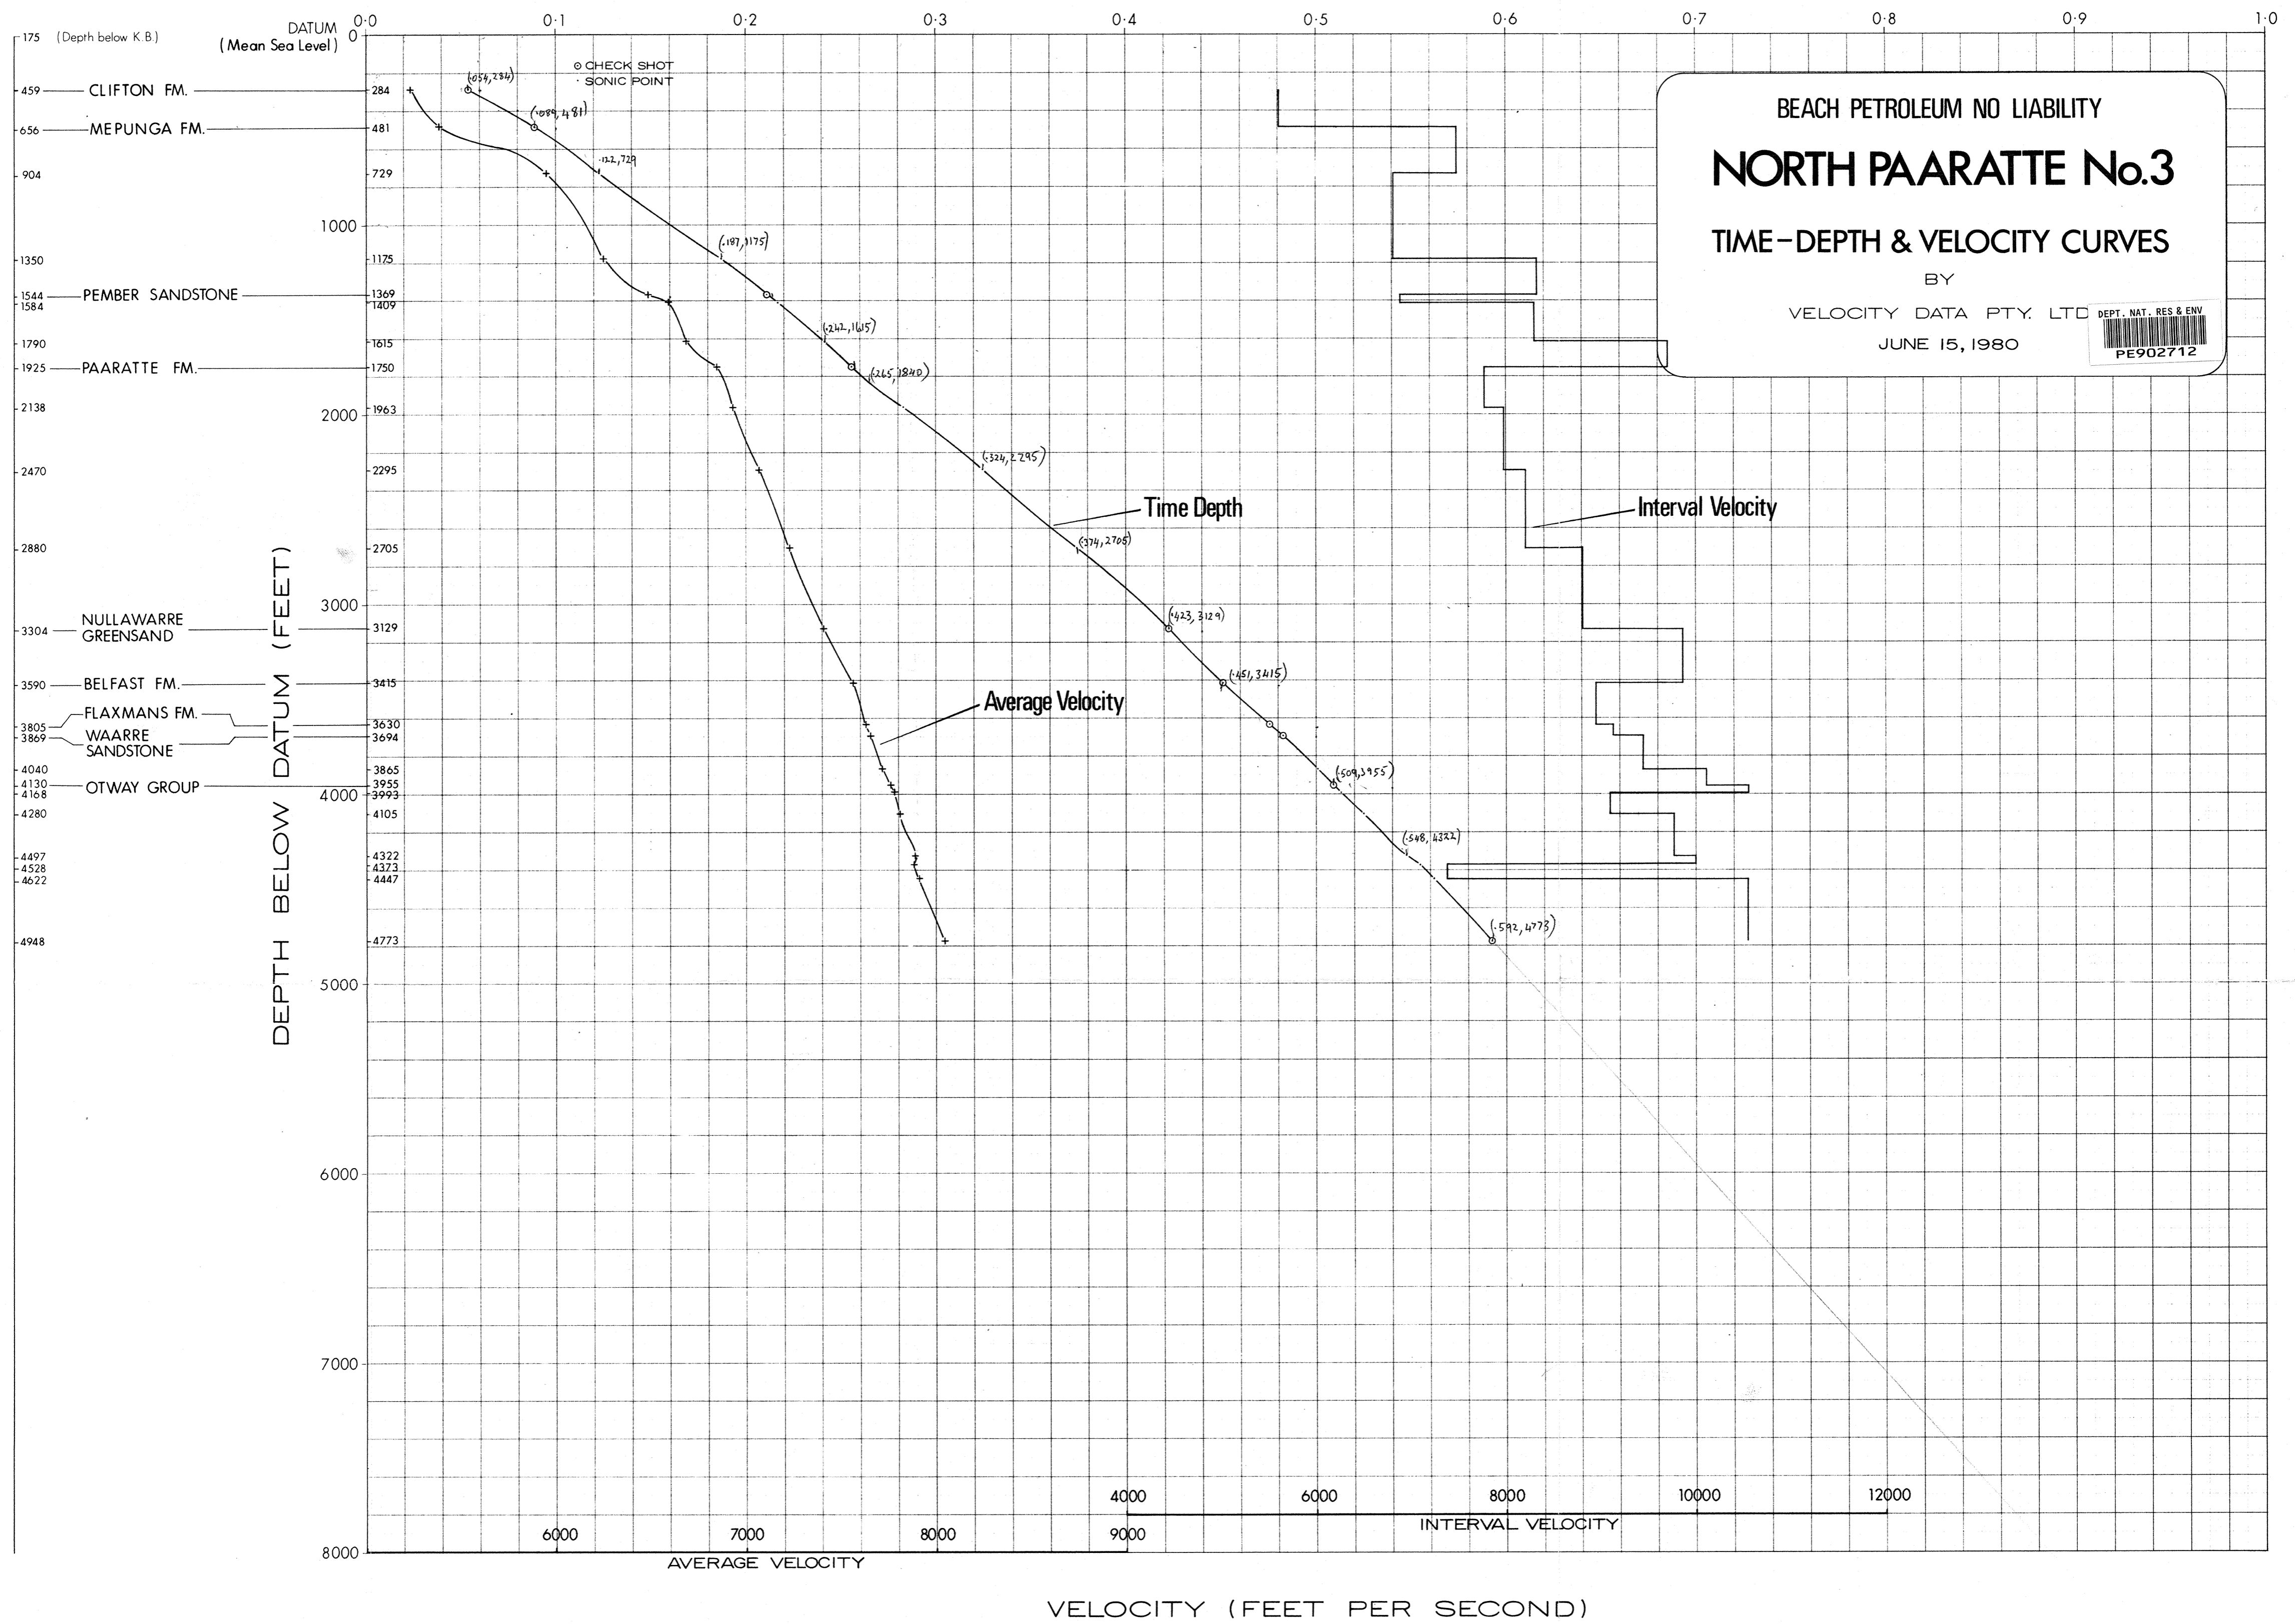 0·0 0·1 0·2 0·3 0·4 0·5 0·6 0·7 0·8 0·9 1·0
175 (Depth below K.B.)
DATUM
(Mean Sea Level) 0
⊙ CHECK SHOT
· SONIC POINT
BEACH PETROLEUM NO LIABILITY
NORTH PAARATTE No.3
TIME-DEPTH & VELOCITY CURVES
BY
VELOCITY DATA PTY. LTD
JUNE 15, 1980
DEPT. NAT. RES & ENV
PE902712
459 CLIFTON FM. 284
656 MEPUNGA FM. 481
904 729
1000
1350 1175
1544 PEMBER SANDSTONE 1369
1584 1409
1790 1615
1925 PAARATTE FM. 1750
2138 1963
2000
2470 2295
2880 2705
3000
3304 NULLAWARRE
GREENSAND 3129
3590 BELFAST FM. 3415
3805 FLAXMANS FM. 3630
3869 WAARRE
SANDSTONE 3694
4040 3865
4130 OTWAY GROUP 3955
4168 3993
4000
4280 4105
4497 4322
4528 4373
4622 4447
4948 4773
5000
6000
7000
8000
DEPTH BELOW DATUM (FEET)
(·054,284)
(·089,481)
·122,729
(·187,1175)
(·242,1615)
(·265,1840)
(·324,2295)
(·374,2705)
(·423,3129)
(·451,3415)
(·509,3955)
(·548,4322)
(·592,4773)
Time Depth
Interval Velocity
Average Velocity
4000 6000 8000 10000 12000
INTERVAL VELOCITY
6000 7000 8000 9000
AVERAGE VELOCITY
VELOCITY (FEET PER SECOND)